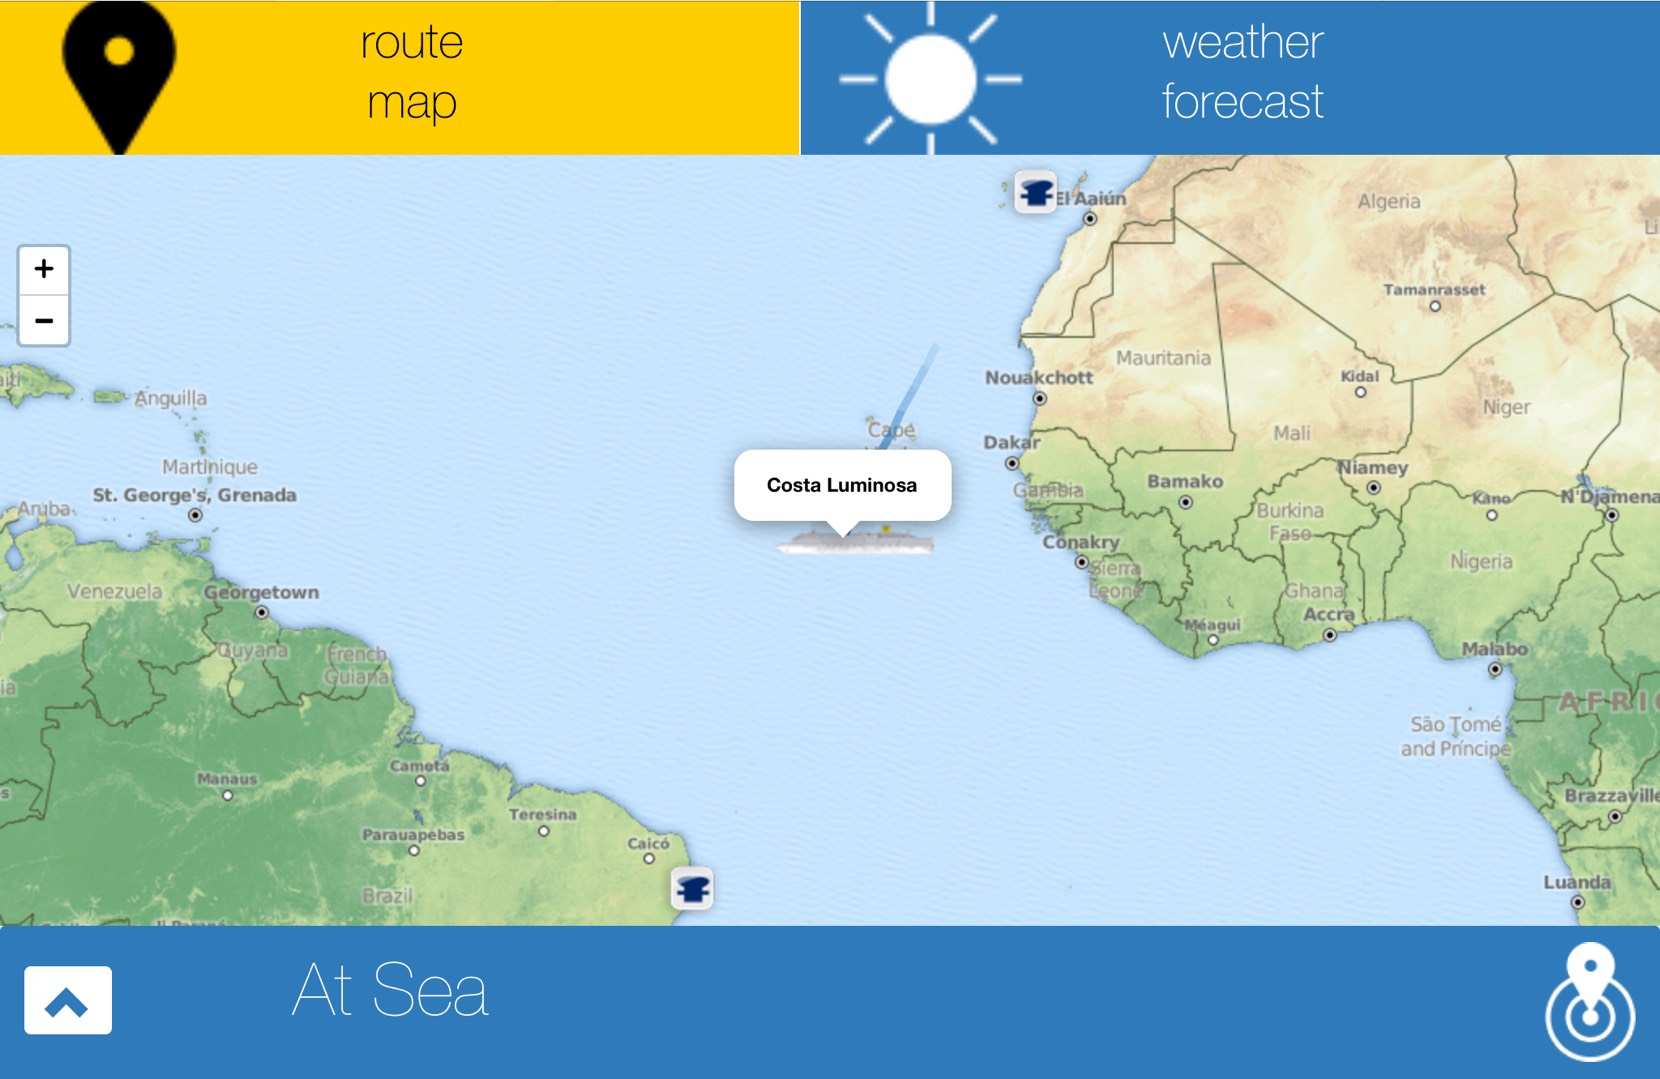 route
map
weather
forecast
El Aaiún
Algeria
Tamanrasset
Mauritania
Nouakchott
Kidal
Anguilla
Niger
Cape
Mali
Dakar
Martinique
Niamey
St. George's, Grenada
Costa Luminosa
Bamako
Gambia
Kano
N'Djamena
Aruba
Burkina
Faso
Conakry
Nigeria
Sierra
Leone
Venezuela
Georgetown
Ghana
Accra
Méagui
Guyana
French
Guiana
Malabo
AFRIC
São Tomé
and Príncipe
Manaus
Cametá
Brazzaville
Teresina
Parauapebas
Caicó
Luanda
Brazil
At Sea